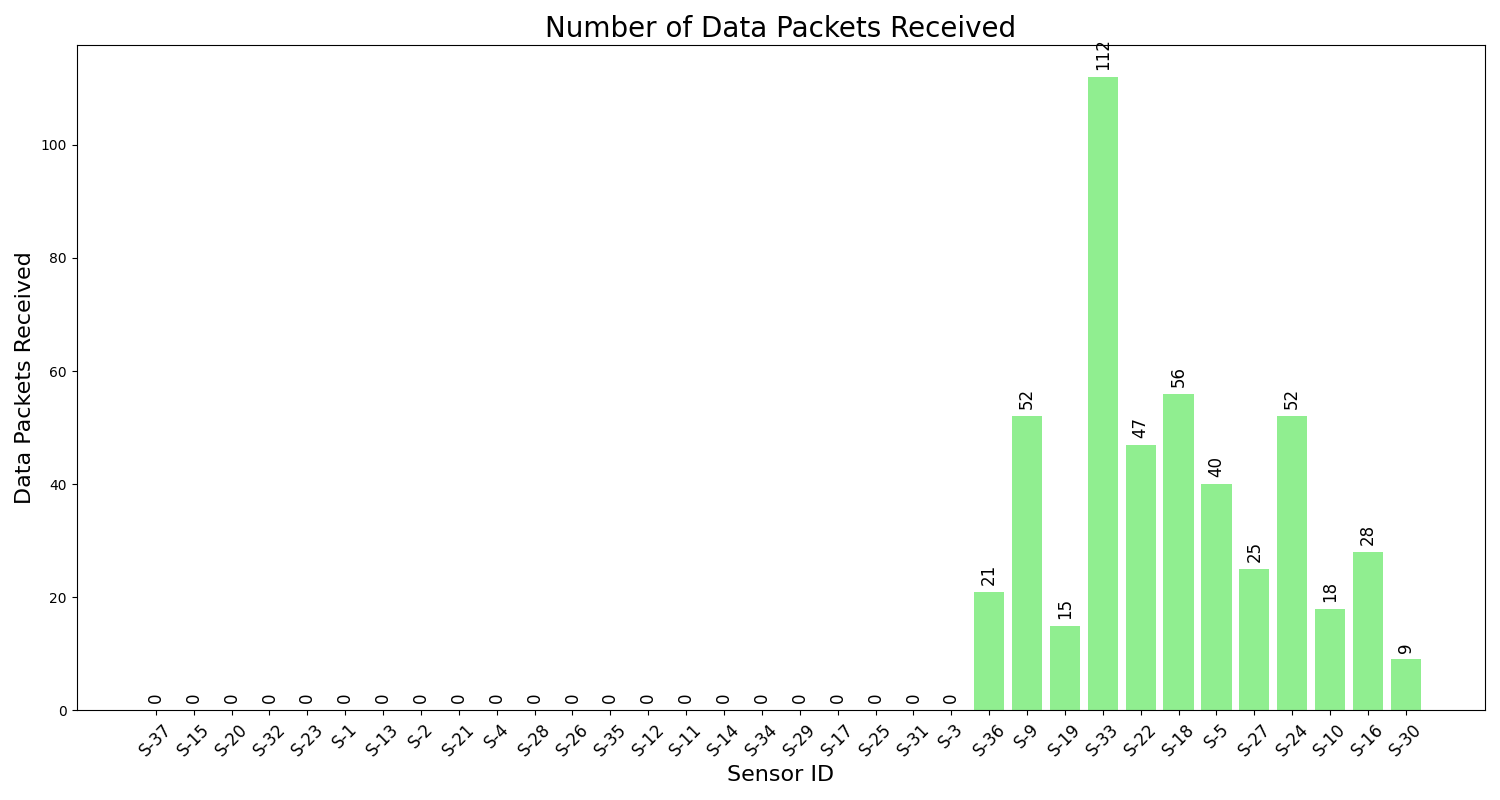 Number of Data Packets Received
Data Packets Received
100
80
60
40
20
0
0 0 0 0 0 0 0 0 0 0 0 0 0 0 0 0 0 0 0 0 0 0 21 52 15 112 47 56 40 25 52 18 28 9
S-37 S-15 S-20 S-32 S-23 S-1 S-13 S-2 S-21 S-4 S-28 S-26 S-35 S-12 S-11 S-14 S-34 S-29 S-17 S-25 S-31 S-3 S-36 S-9 S-19 S-33 S-22 S-18 S-5 S-27 S-24 S-10 S-16 S-30
Sensor ID